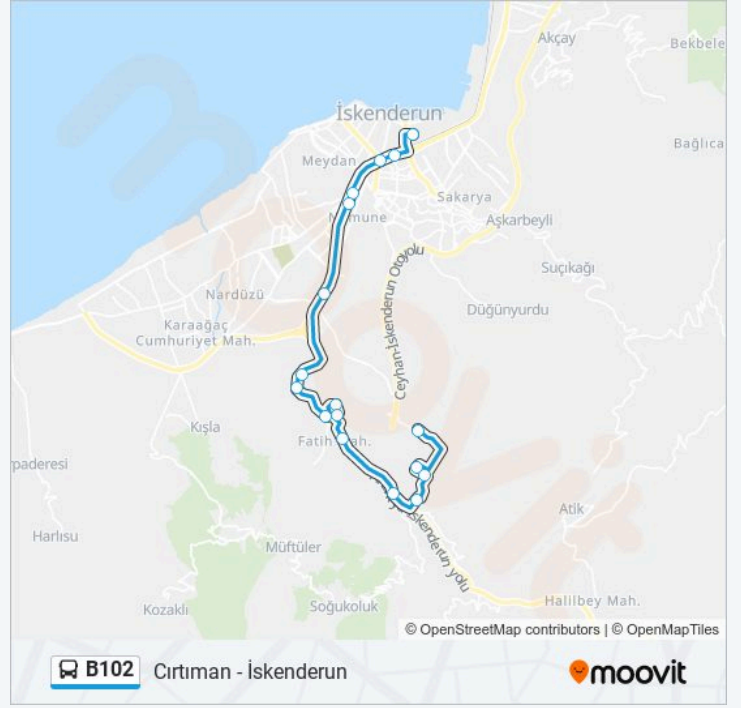 Akçay
Bekbele
İskenderun
Bağlıca
Meydan
Sakarya
Numune
Aşkarbeyli
Ceyhan-İskenderun Otoyolu
Suçıkağı
Nardüzü
Düğünyurdu
Karaağaç
Cumhuriyet Mah.
Kışla
Fatih Mah.
rpaderesi
Atik
Harlısu
İskenderun yolu
Müftüler
Kozaklı
Soğukoluk
Halilbey Mah.
© OpenStreetMap contributors | © OpenMapTiles
B102 Cırtıman - İskenderun
moovit